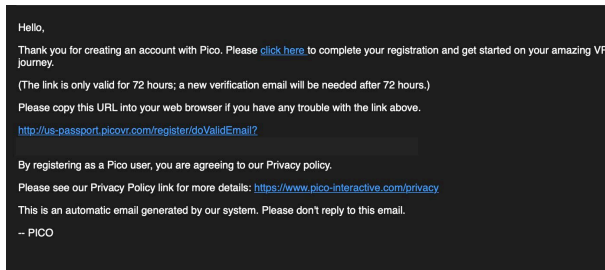 Hello,
Thank you for creating an account with Pico. Please click here to complete your registration and get started on your amazing VR
journey.
(The link is only valid for 72 hours; a new verification email will be needed after 72 hours.)
Please copy this URL into your web browser if you have any trouble with the link above.
http://us-passport.picovr.com/register/doValidEmail?
By registering as a Pico user, you are agreeing to our Privacy policy.
Please see our Privacy Policy link for more details: https://www.pico-interactive.com/privacy
This is an automatic email generated by our system. Please don't reply to this email.
-- PICO